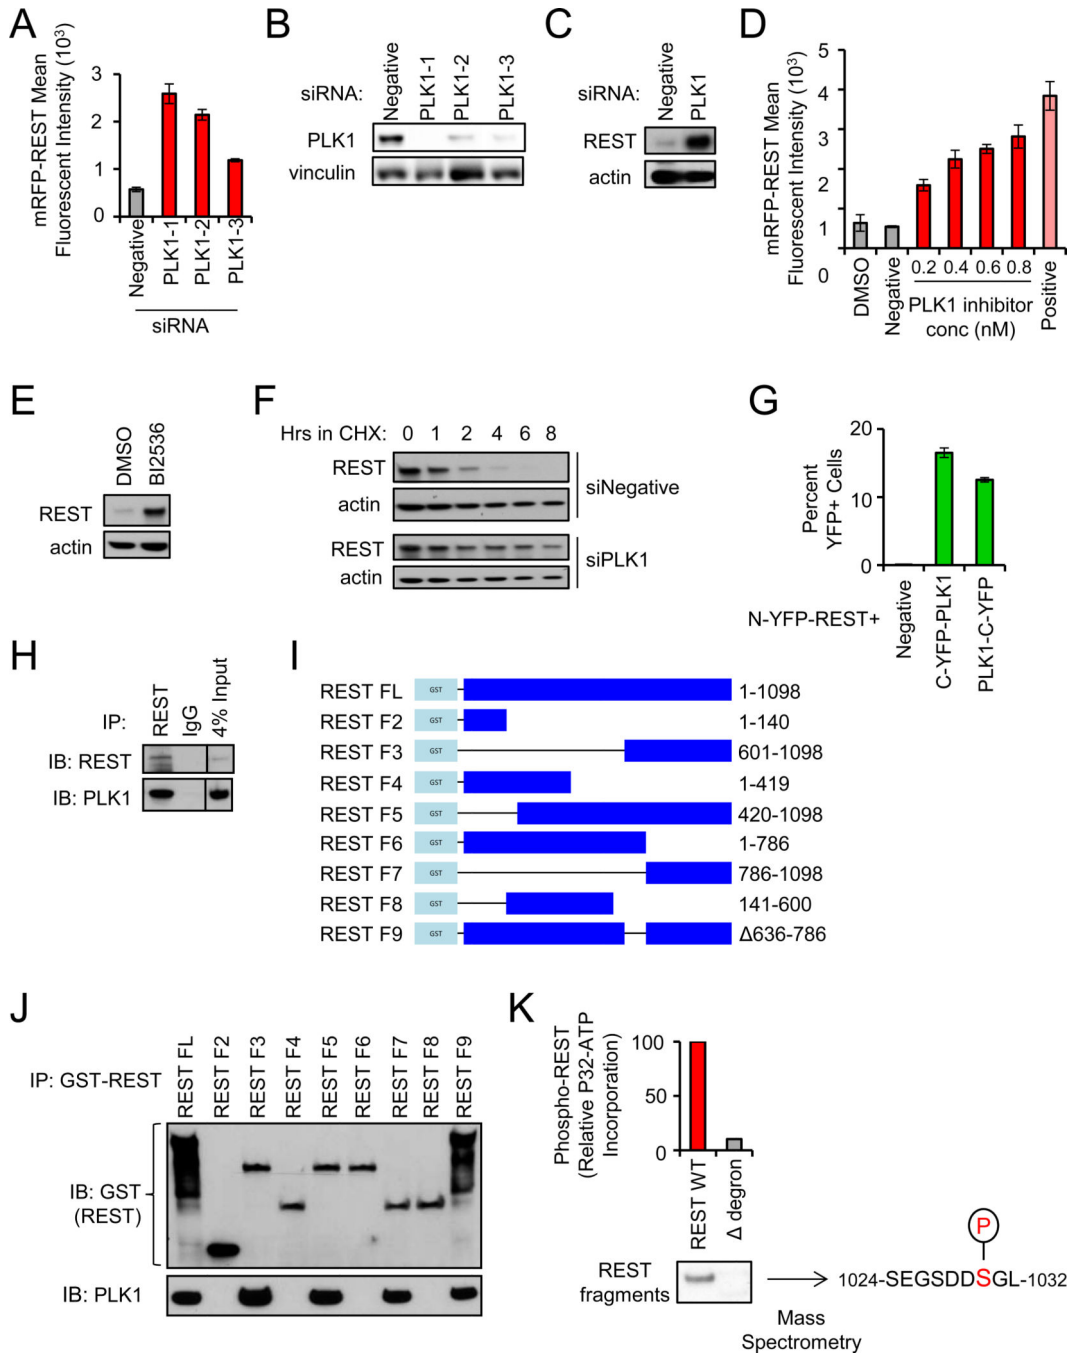 A
mRFP-REST Mean
Fluorescent Intensity (10³)
3
2
1
0
Negative
PLK1-1
PLK1-2
PLK1-3
siRNA
B
siRNA:
Negative
PLK1-1
PLK1-2
PLK1-3
PLK1
vinculin
C
siRNA:
Negative
PLK1
REST
actin
D
mRFP-REST Mean
Fluorescent Intensity (10³)
5
4
3
2
1
0
DMSO
Negative
0.2 0.4 0.6 0.8
PLK1 inhibitor
conc (nM)
Positive
E
DMSO
BI2536
REST
actin
F
Hrs in CHX: 0 1 2 4 6 8
REST
actin
siNegative
REST
actin
siPLK1
G
Percent
YFP+ Cells
20
10
0
N-YFP-REST+
Negative
C-YFP-PLK1
PLK1-C-YFP
H
IP:
REST
IgG
4% Input
IB: REST
IB: PLK1
I
REST FL GST 1-1098
REST F2 GST 1-140
REST F3 GST 601-1098
REST F4 GST 1-419
REST F5 GST 420-1098
REST F6 GST 1-786
REST F7 GST 786-1098
REST F8 GST 141-600
REST F9 GST Δ636-786
J
IP: GST-REST
REST FL
REST F2
REST F3
REST F4
REST F5
REST F6
REST F7
REST F8
REST F9
IB: GST
(REST)
IB: PLK1
K
Phospho-REST
(Relative P32-ATP
Incorporation)
100
50
0
REST WT
Δ degron
REST
fragments
Mass
Spectrometry
P
1024-SEGSDDSGL-1032